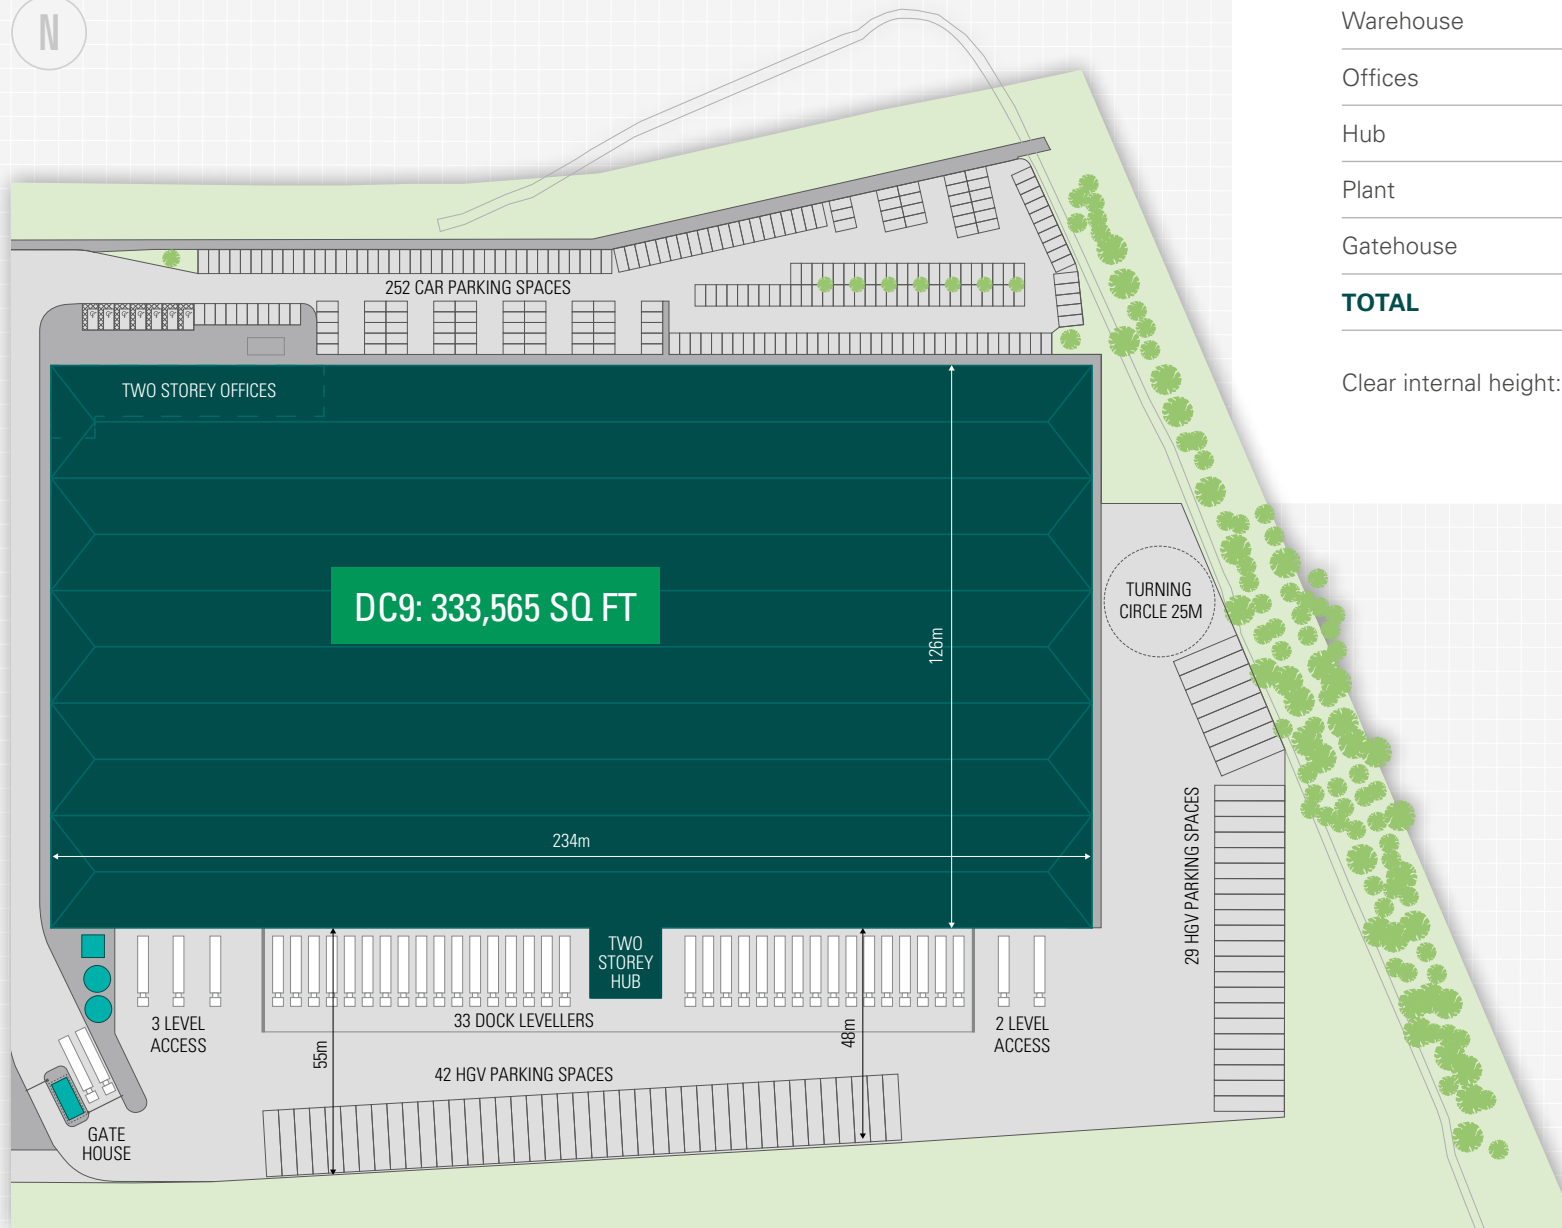 N
Warehouse
Offices
Hub
Plant
Gatehouse
TOTAL
Clear internal height:
252 CAR PARKING SPACES
TWO STOREY OFFICES
DC9: 333,565 SQ FT
TURNING
CIRCLE 25M
126m
234m
29 HGV PARKING SPACES
TWO
STOREY
HUB
3 LEVEL
ACCESS
33 DOCK LEVELLERS
2 LEVEL
ACCESS
55m
48m
42 HGV PARKING SPACES
GATE
HOUSE